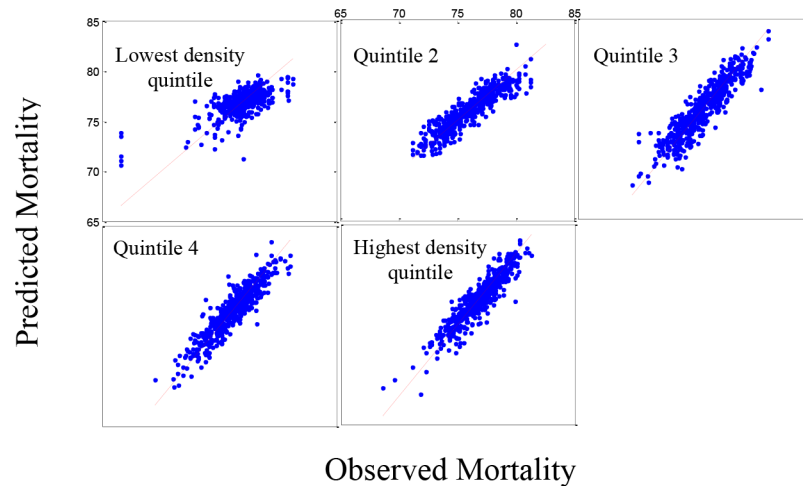 65 70 75 80 85
85
80
75
70
65
Lowest density
quintile
Quintile 2
Quintile 3
Quintile 4
Highest density
quintile
Predicted Mortality
Observed Mortality